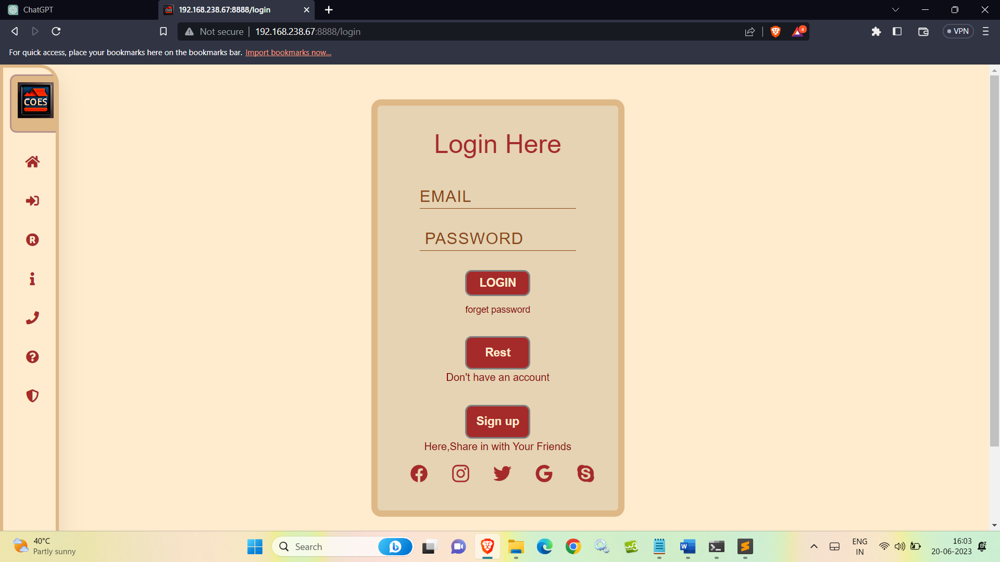 ChatGPT
192.168.238.67:8888/login
Not secure
192.168.238.67:8888/login
4
VPN
For quick access, place your bookmarks here on the bookmarks bar. Import bookmarks now...
COES
Login Here
EMAIL
PASSWORD
LOGIN
forget password
Rest
Don't have an account
Sign up
Here,Share in with Your Friends
40°C
Partly sunny
Search
ENG
IN
16:03
20-06-2023